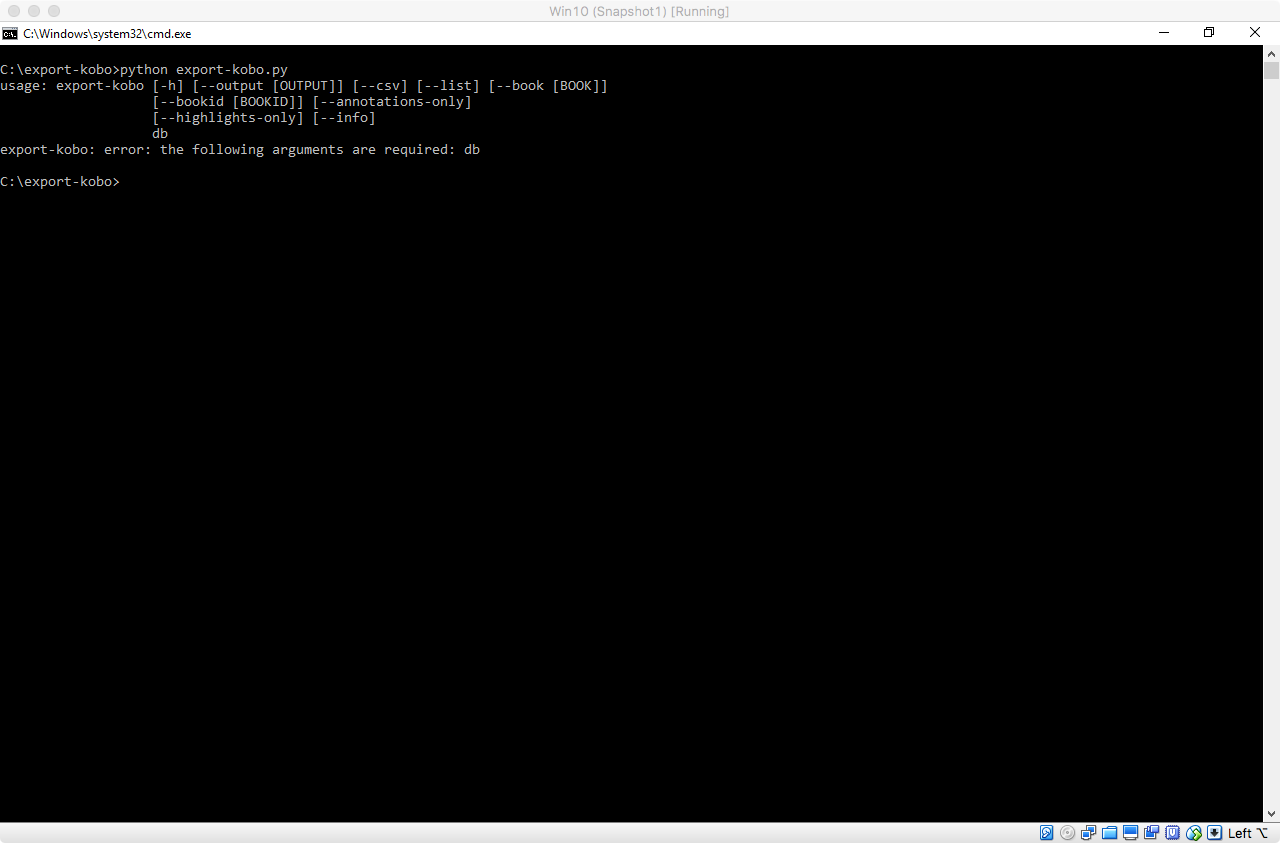 Win10 (Snapshot1) [Running]
C:\Windows\system32\cmd.exe
C:\export-kobo>python export-kobo.py
usage: export-kobo [-h] [--output [OUTPUT]] [--csv] [--list] [--book [BOOK]]
                   [--bookid [BOOKID]] [--annotations-only]
                   [--highlights-only] [--info]
                   db
export-kobo: error: the following arguments are required: db
C:\export-kobo>
Left ⌥